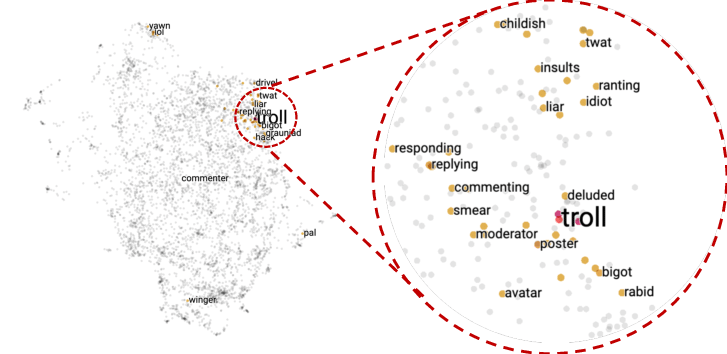 yawn
lol
drivel
twat
liar
replying
troll
bigot
grauniad
hack
commenter
pal
winger
childish
twat
insults
ranting
liar
idiot
responding
replying
commenting
deluded
smear
troll
moderator
poster
bigot
avatar
rabid